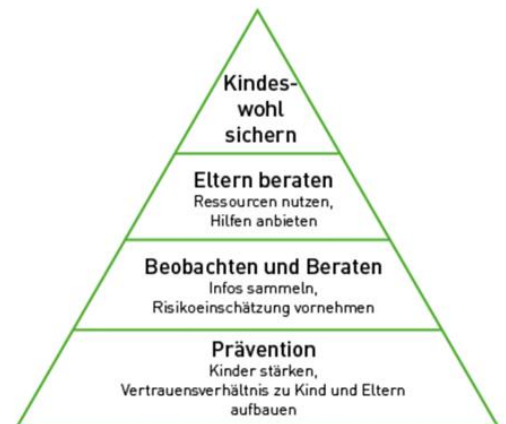 Kindes-
wohl
sichern
Eltern beraten
Ressourcen nutzen,
Hilfen anbieten
Beobachten und Beraten
Infos sammeln,
Risikoeinschätzung vornehmen
Prävention
Kinder stärken,
Vertrauensverhältnis zu Kind und Eltern
aufbauen